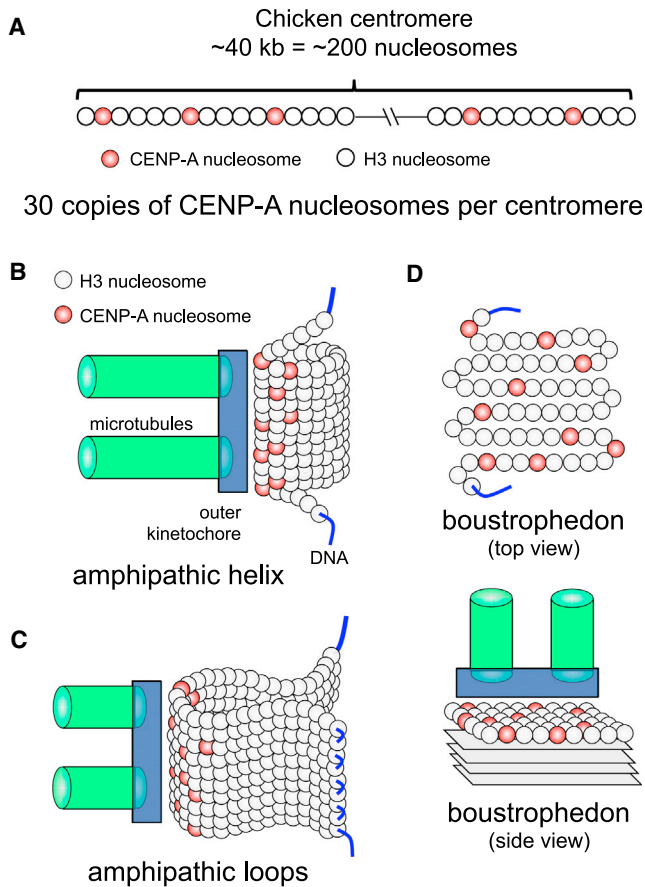 A
Chicken centromere
~40 kb = ~200 nucleosomes
CENP-A nucleosome
H3 nucleosome
30 copies of CENP-A nucleosomes per centromere
B
H3 nucleosome
CENP-A nucleosome
microtubules
outer
kinetochore
DNA
amphipathic helix
C
amphipathic loops
D
boustrophedon
(top view)
boustrophedon
(side view)